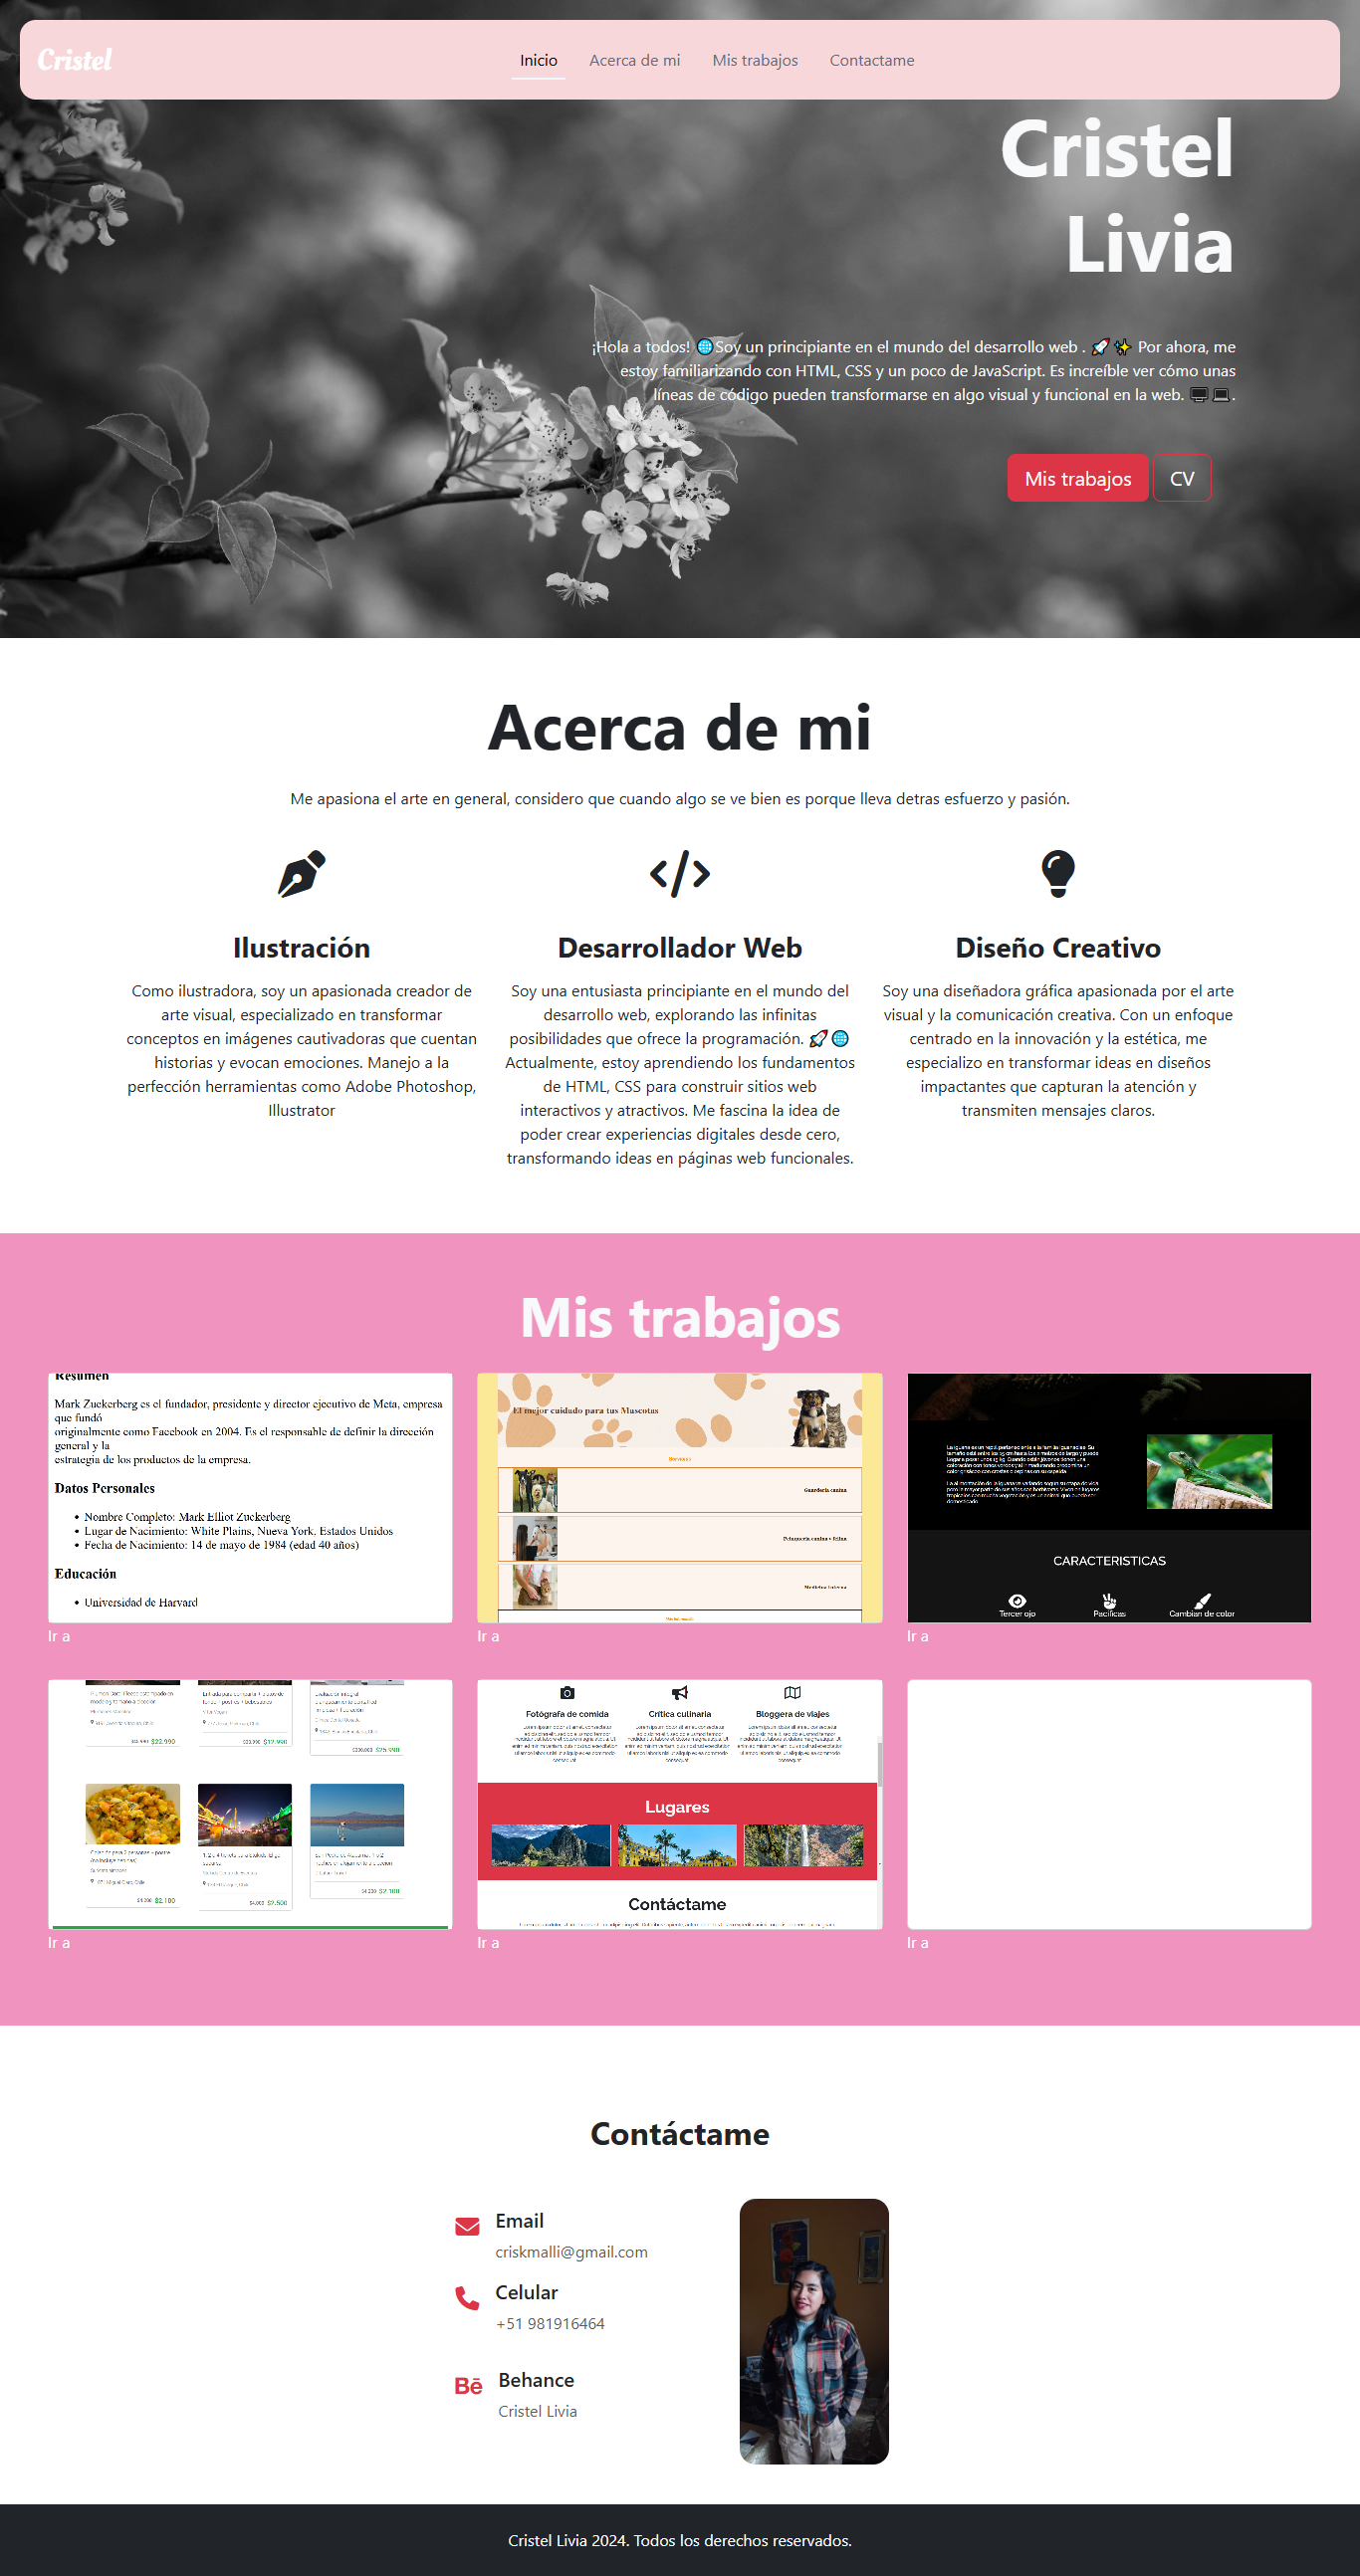 Cristel
Inicio
Acerca de mi
Mis trabajos
Contactame
Cristel
Livia
¡Hola a todos! 🌐Soy un principiante en el mundo del desarrollo web . 🚀✨ Por ahora, me
estoy familiarizando con HTML, CSS y un poco de JavaScript. Es increíble ver cómo unas
líneas de código pueden transformarse en algo visual y funcional en la web. 🖥️💻.
Mis trabajos
CV
Acerca de mi
Me apasiona el arte en general, considero que cuando algo se ve bien es porque lleva detras esfuerzo y pasión.
Ilustración
Como ilustradora, soy un apasionada creador de
arte visual, especializado en transformar
conceptos en imágenes cautivadoras que cuentan
historias y evocan emociones. Manejo a la
perfección herramientas como Adobe Photoshop,
Illustrator
Desarrollador Web
Soy una entusiasta principiante en el mundo del
desarrollo web, explorando las infinitas
posibilidades que ofrece la programación. 🚀🌐
Actualmente, estoy aprendiendo los fundamentos
de HTML, CSS para construir sitios web
interactivos y atractivos. Me fascina la idea de
poder crear experiencias digitales desde cero,
transformando ideas en páginas web funcionales.
Diseño Creativo
Soy una diseñadora gráfica apasionada por el arte
visual y la comunicación creativa. Con un enfoque
centrado en la innovación y la estética, me
especializo en transformar ideas en diseños
impactantes que capturan la atención y
transmiten mensajes claros.
Mis trabajos
Resumen
Mark Zuckerberg es el fundador, presidente y director ejecutivo de Meta, empresa
que fundó
originalmente como Facebook en 2004. Es el responsable de definir la dirección
general y la
estrategia de los productos de la empresa.
Datos Personales
• Nombre Completo: Mark Elliot Zuckerberg
• Lugar de Nacimiento: White Plains, Nueva York, Estados Unidos
• Fecha de Nacimiento: 14 de mayo de 1984 (edad 40 años)
Educación
• Universidad de Harvard
Ir a
El mejor cuidado para tus Mascotas
Guardería canina
Ir a
CARACTERISTICAS
Tercer ojo
Pacificas
Cambian de color
Ir a
$22.990
$17.990
$25.990
$2.100
$2.500
$2.100
Ir a
Fotógrafa de comida
Crítica culinaria
Bloggera de viajes
Lugares
Contáctame
Ir a
Ir a
Contáctame
Email
criskmalli@gmail.com
Celular
+51 981916464
Bē
Behance
Cristel Livia
Cristel Livia 2024. Todos los derechos reservados.